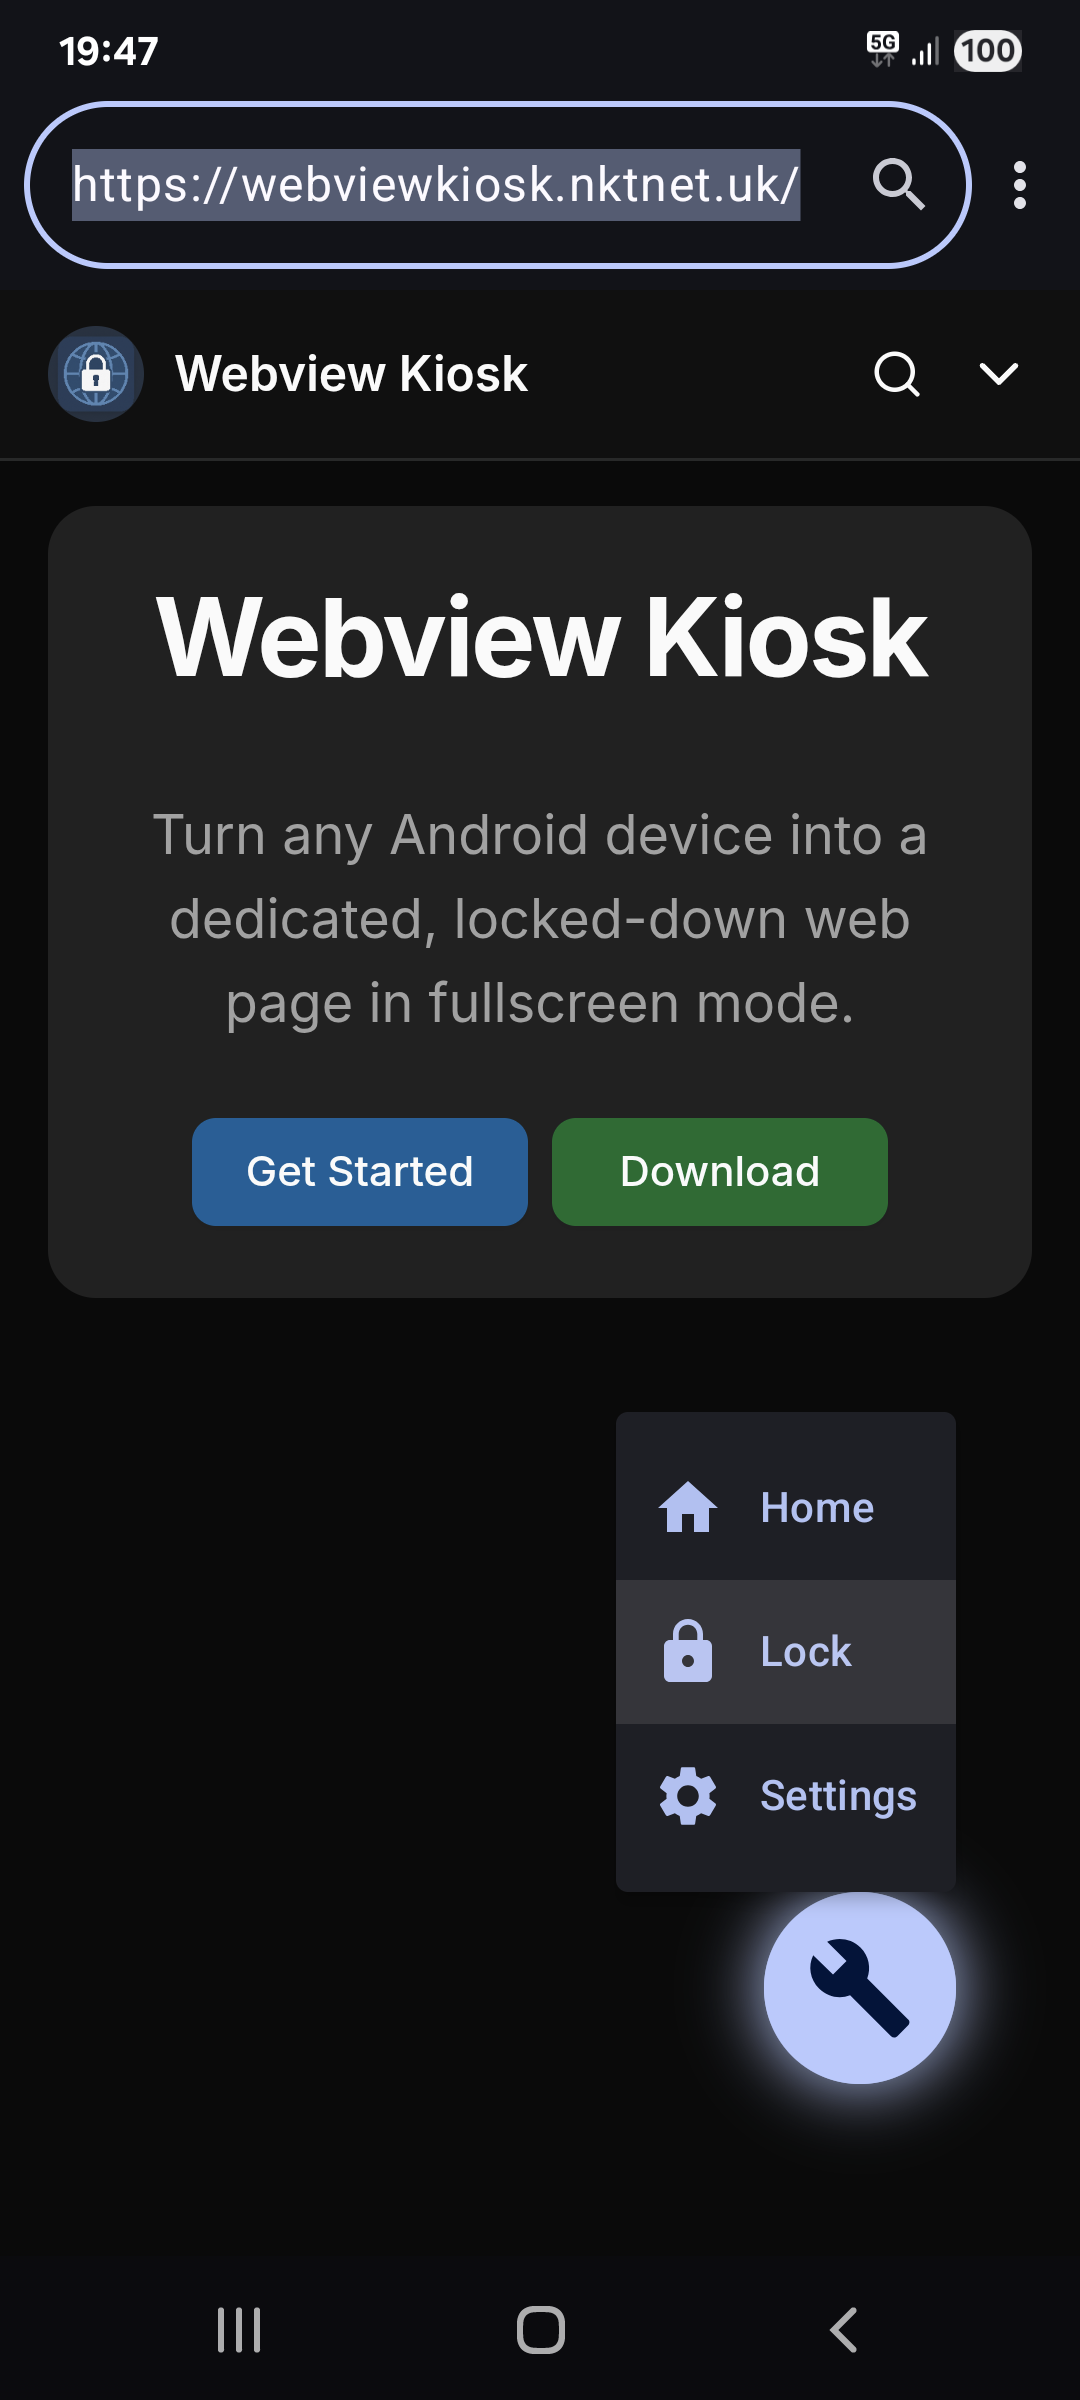 19:47
5G
100
https://webviewkiosk.nktnet.uk/
Webview Kiosk
Webview Kiosk
Turn any Android device into a
dedicated, locked-down web
page in fullscreen mode.
Get Started
Download
Home
Lock
Settings